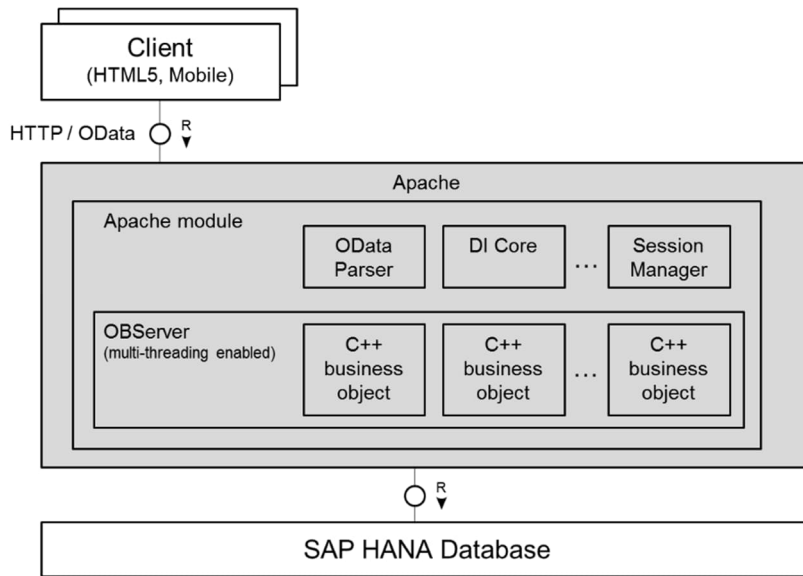 Client
(HTML5, Mobile)
HTTP / OData
R
Apache
Apache module
OData
Parser
DI Core
...
Session
Manager
OBServer
(multi-threading enabled)
C++
business
object
C++
business
object
...
C++
business
object
R
SAP HANA Database